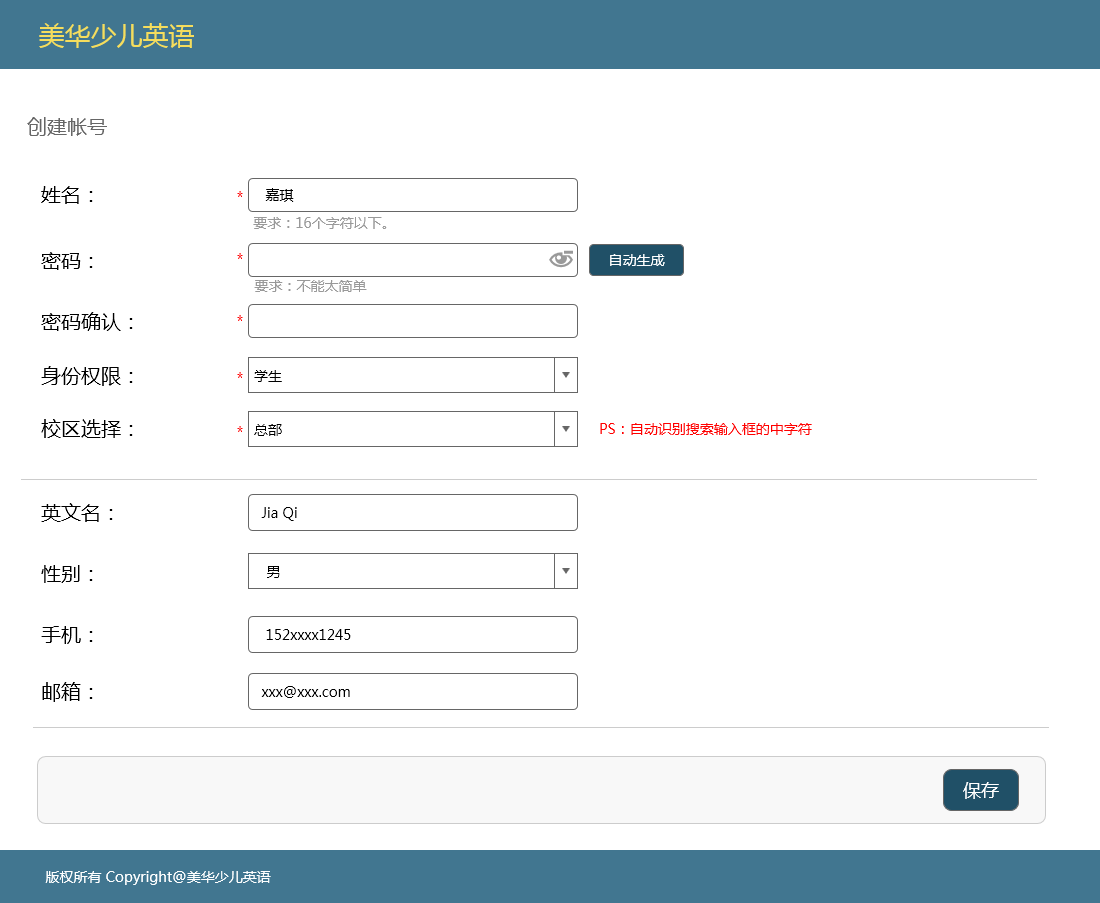 美华少儿英语
创建帐号
姓名： * 嘉琪
要求：16个字符以下。
密码： * 自动生成
要求：不能太简单
密码确认： *
身份权限： * 学生
校区选择： * 总部 PS：自动识别搜索输入框的中字符
英文名： Jia Qi
性别： 男
手机： 152xxxx1245
邮箱： xxx@xxx.com
保存
版权所有 Copyright@美华少儿英语